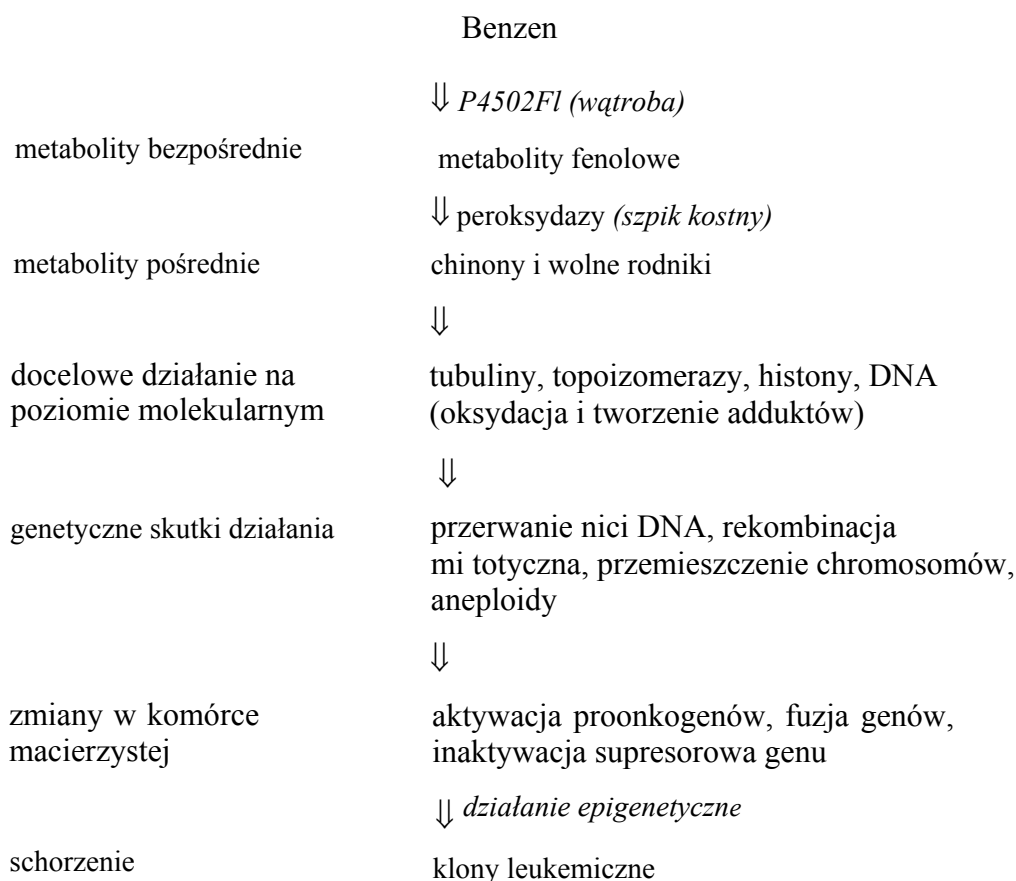 Benzen
⇓ P4502Fl (wątroba)
metabolity bezpośrednie metabolity fenolowe
⇓ peroksydazy (szpik kostny)
metabolity pośrednie chinony i wolne rodniki
⇓
docelowe działanie na tubuliny, topoizomerazy, histony, DNA
poziomie molekularnym (oksydacja i tworzenie adduktów)
⇓
genetyczne skutki działania przerwanie nici DNA, rekombinacja
mi totyczna, przemieszczenie chromosomów,
aneploidy
⇓
zmiany w komórce aktywacja proonkogenów, fuzja genów,
macierzystej inaktywacja supresorowa genu
⇓ działanie epigenetyczne
schorzenie klony leukemiczne